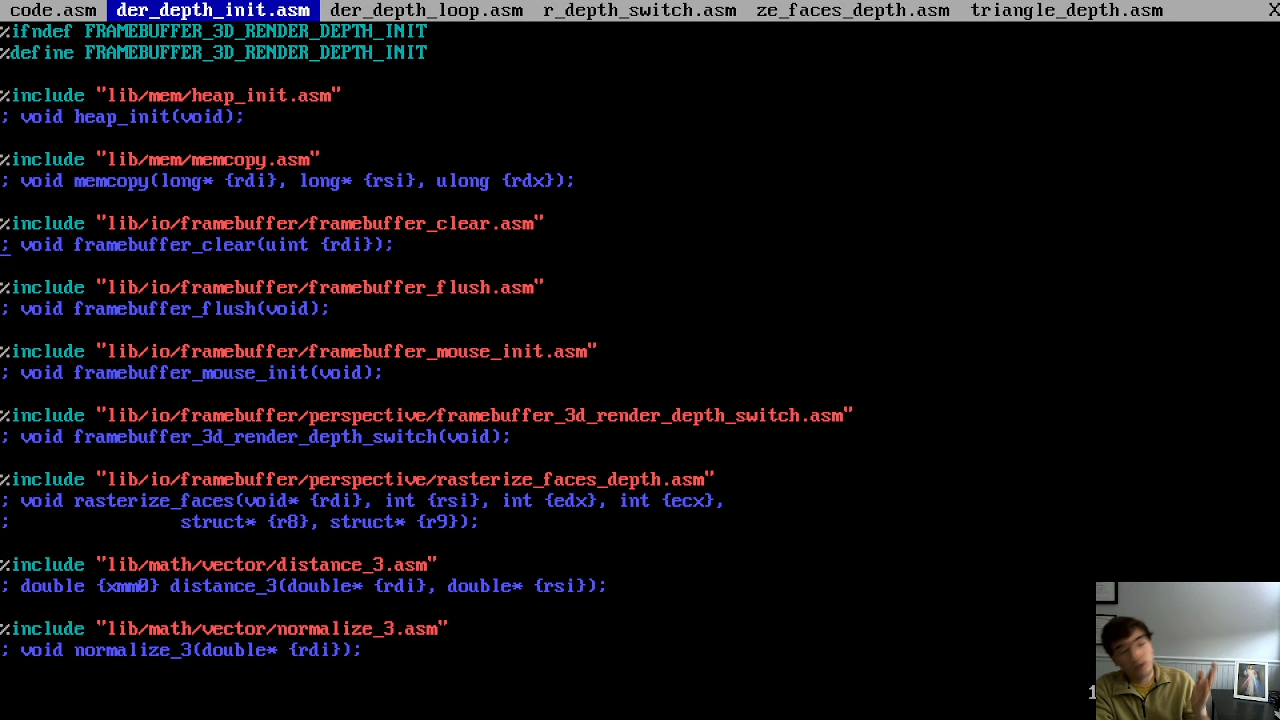 code.asm der_depth_init.asm der_depth_loop.asm r_depth_switch.asm ze_faces_depth.asm triangle_depth.asm X
%ifndef FRAMEBUFFER_3D_RENDER_DEPTH_INIT
%define FRAMEBUFFER_3D_RENDER_DEPTH_INIT
%include "lib/mem/heap_init.asm"
; void heap_init(void);
%include "lib/mem/memcopy.asm"
; void memcopy(long* {rdi}, long* {rsi}, ulong {rdx});
%include "lib/io/framebuffer/framebuffer_clear.asm"
; void framebuffer_clear(uint {rdi});
%include "lib/io/framebuffer/framebuffer_flush.asm"
; void framebuffer_flush(void);
%include "lib/io/framebuffer/framebuffer_mouse_init.asm"
; void framebuffer_mouse_init(void);
%include "lib/io/framebuffer/perspective/framebuffer_3d_render_depth_switch.asm"
; void framebuffer_3d_render_depth_switch(void);
%include "lib/io/framebuffer/perspective/rasterize_faces_depth.asm"
; void rasterize_faces(void* {rdi}, int {rsi}, int {edx}, int {ecx},
; struct* {r8}, struct* {r9});
%include "lib/math/vector/distance_3.asm"
; double {xmm0} distance_3(double* {rdi}, double* {rsi});
%include "lib/math/vector/normalize_3.asm"
; void normalize_3(double* {rdi});